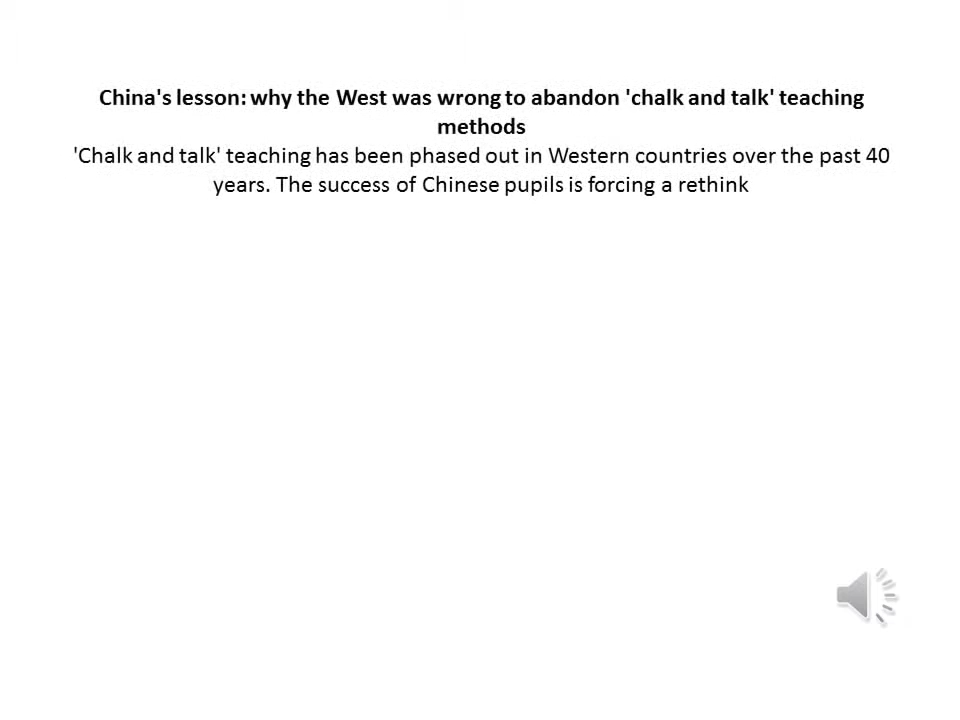 China's lesson: why the West was wrong to abandon 'chalk and talk' teaching
methods
'Chalk and talk' teaching has been phased out in Western countries over the past 40
years. The success of Chinese pupils is forcing a rethink